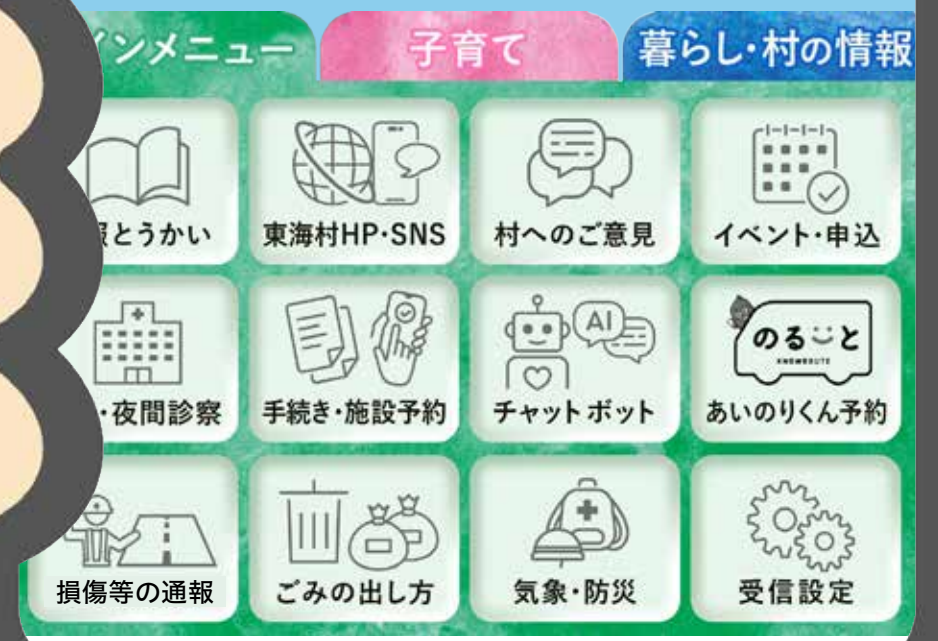 インメニュー
子育て
暮らし・村の情報
報とうかい
東海村HP・SNS
村へのご意見
イベント・申込
・夜間診察
手続き・施設予約
AI
チャットボット
のるーと
KNOWROUTE
あいのりくん予約
損傷等の通報
ごみの出し方
気象・防災
受信設定